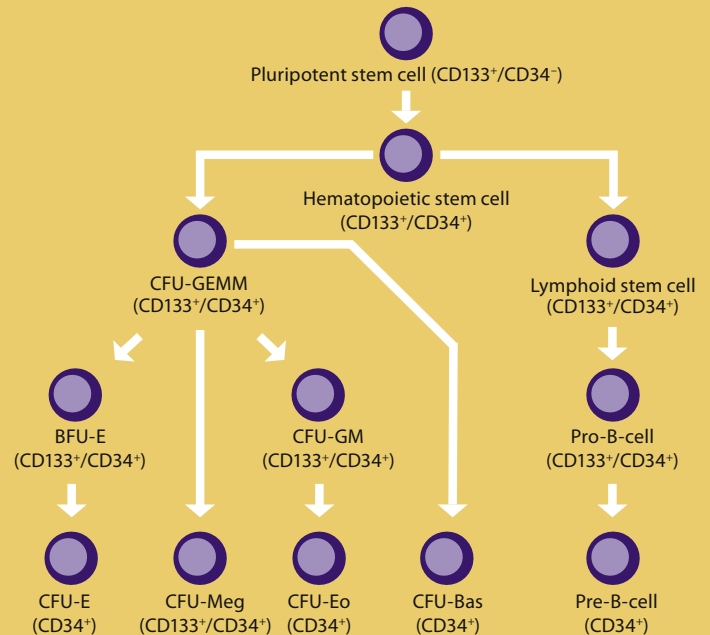 Pluripotent stem cell (CD133⁺/CD34⁻)
Hematopoietic stem cell
(CD133⁺/CD34⁺)
CFU-GEMM
(CD133⁺/CD34⁺)
Lymphoid stem cell
(CD133⁺/CD34⁺)
BFU-E
(CD133⁺/CD34⁺)
CFU-GM
(CD133⁺/CD34⁺)
Pro-B-cell
(CD133⁺/CD34⁺)
CFU-E
(CD34⁺)
CFU-Meg
(CD133⁺/CD34⁺)
CFU-Eo
(CD34⁺)
CFU-Bas
(CD34⁺)
Pre-B-cell
(CD34⁺)